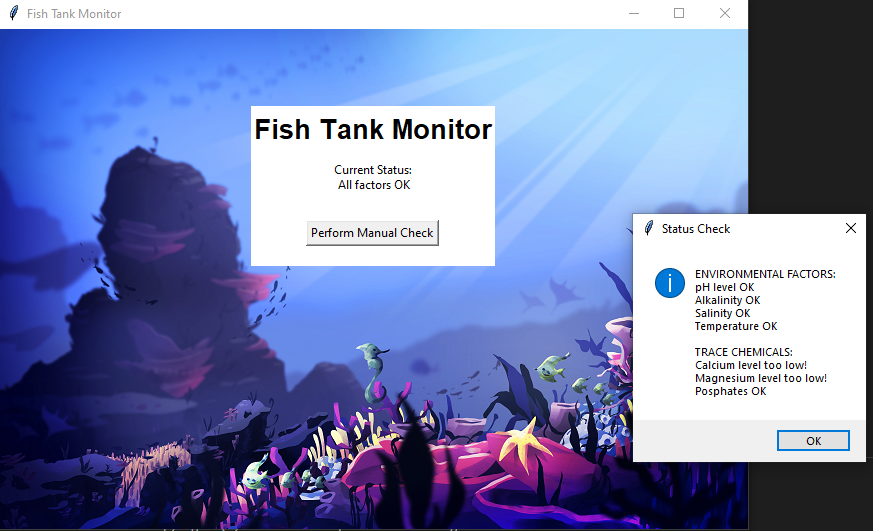 Fish Tank Monitor
Fish Tank Monitor
Current Status:
All factors OK
Perform Manual Check
Status Check
ENVIRONMENTAL FACTORS:
pH level OK
Alkalinity OK
Salinity OK
Temperature OK
TRACE CHEMICALS:
Calcium level too low!
Magnesium level too low!
Posphates OK
OK